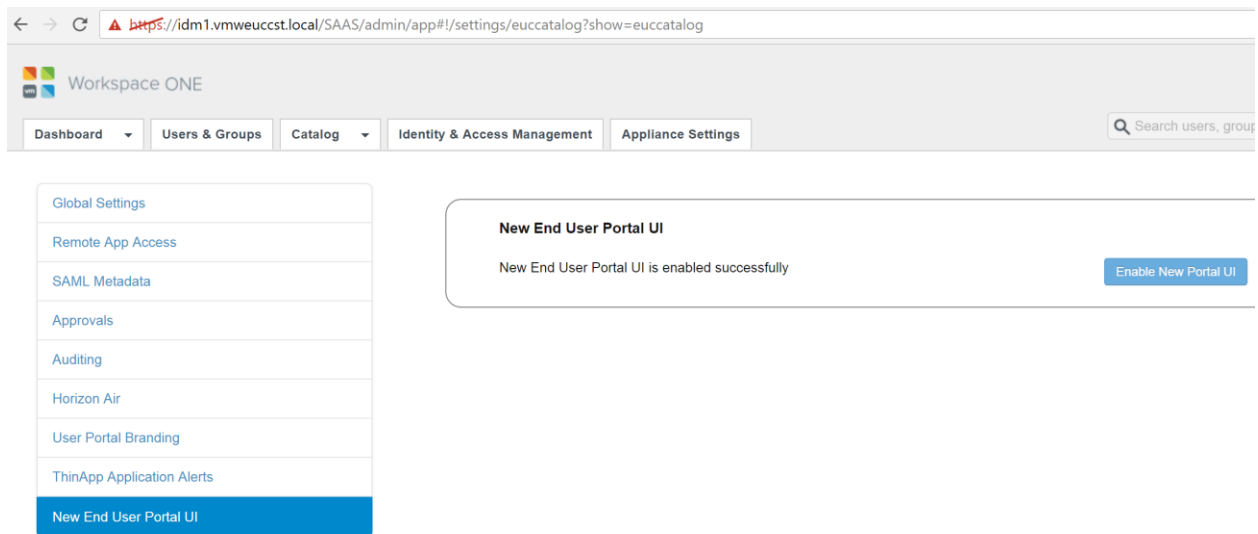 https://idm1.vmweuccst.local/SAAS/admin/app#!/settings/euccatalog?show=euccatalog
vm Workspace ONE
Dashboard Users & Groups Catalog Identity & Access Management Appliance Settings Search users, group
Global Settings
New End User Portal UI
Remote App Access
New End User Portal UI is enabled successfully Enable New Portal UI
SAML Metadata
Approvals
Auditing
Horizon Air
User Portal Branding
ThinApp Application Alerts
New End User Portal UI